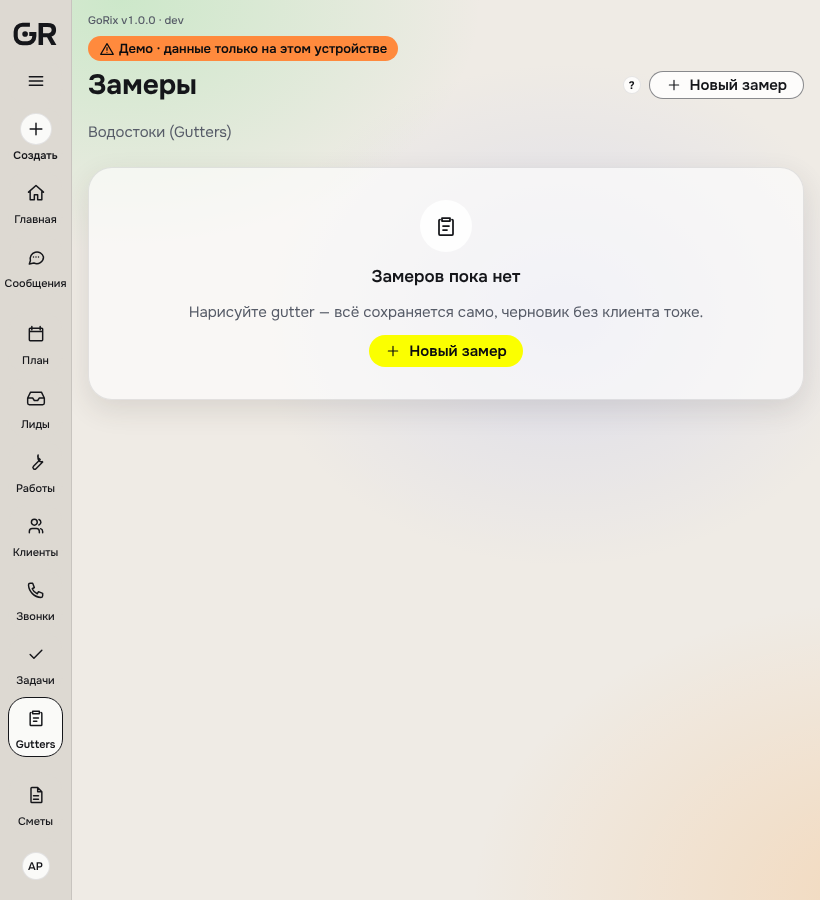 GR
GoRix v1.0.0 · dev
Демо · данные только на этом устройстве
Замеры
?
Новый замер
Водостоки (Gutters)
Замеров пока нет
Нарисуйте gutter — всё сохраняется само, черновик без клиента тоже.
Новый замер
Создать
Главная
Сообщения
План
Лиды
Работы
Клиенты
Звонки
Задачи
Gutters
Сметы
AP